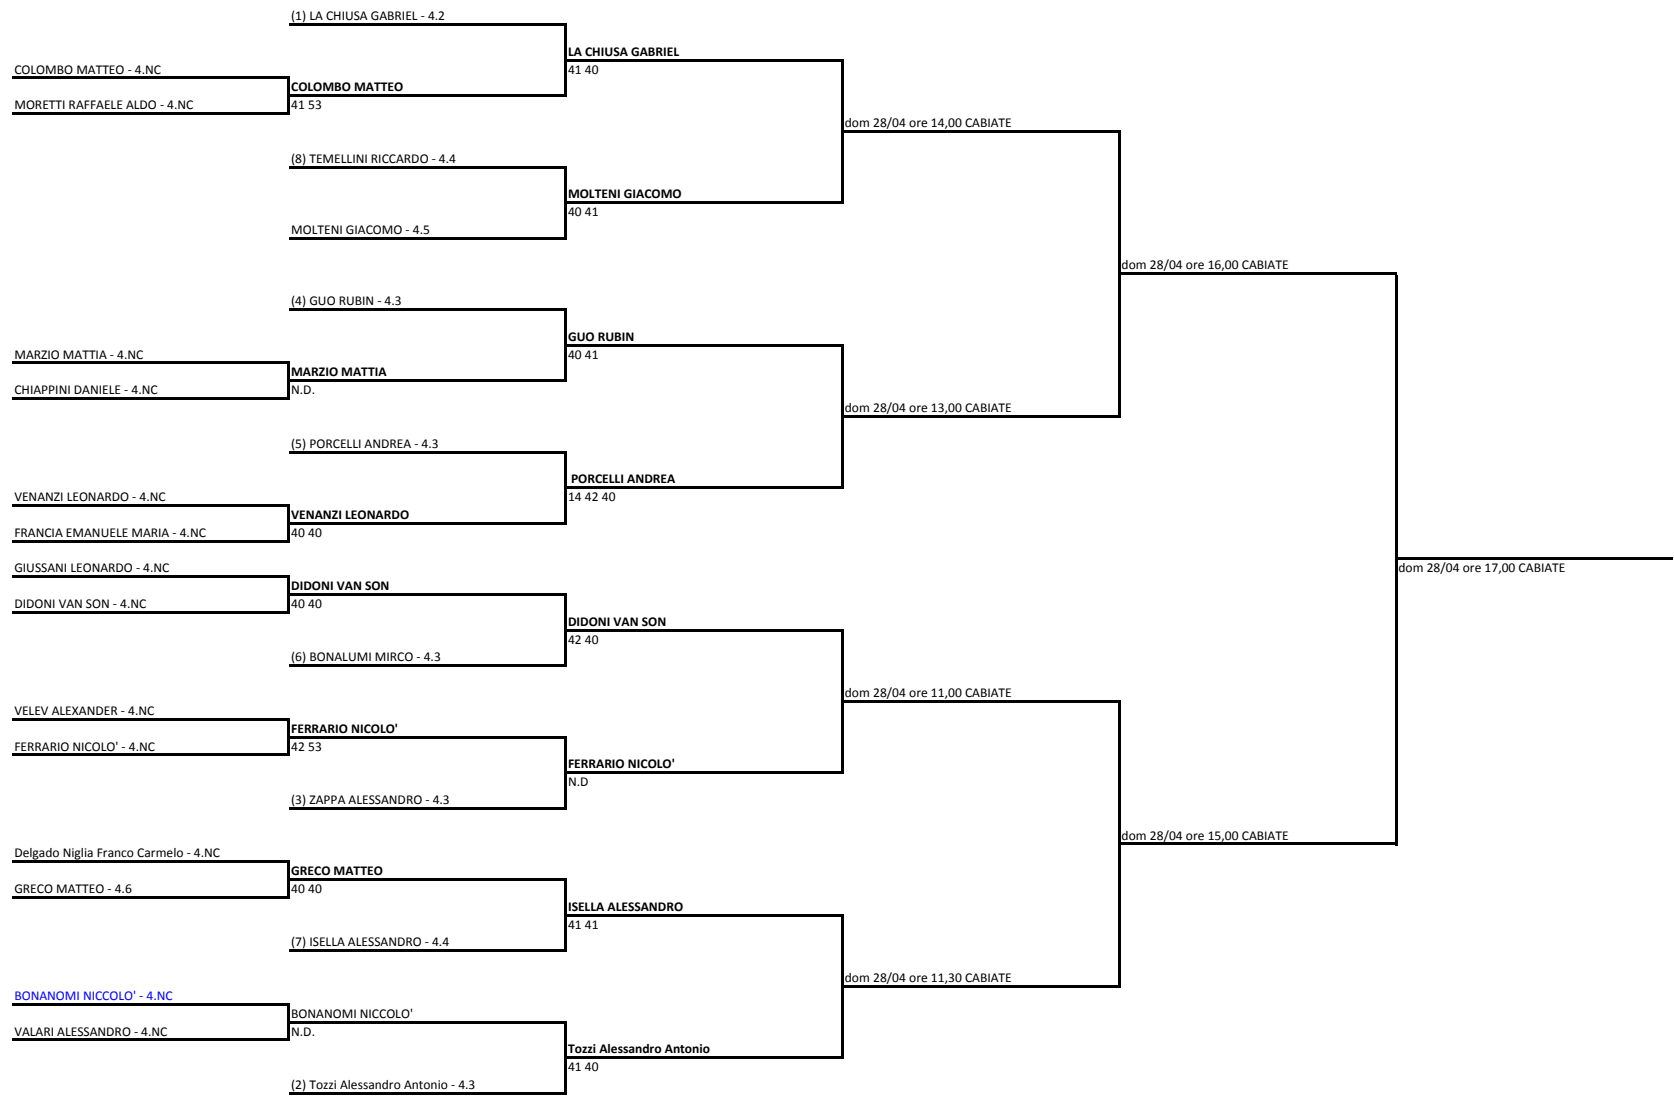 (1) LA CHIUSA GABRIEL - 4.2
LA CHIUSA GABRIEL
COLOMBO MATTEO - 4.NC
41 40
COLOMBO MATTEO
MORETTI RAFFAELE ALDO - 4.NC
41 53
dom 28/04 ore 14,00 CABIATE
(8) TEMELLINI RICCARDO - 4.4
MOLTENI GIACOMO
40 41
MOLTENI GIACOMO - 4.5
dom 28/04 ore 16,00 CABIATE
(4) GUO RUBIN - 4.3
GUO RUBIN
MARZIO MATTIA - 4.NC
40 41
MARZIO MATTIA
CHIAPPINI DANIELE - 4.NC
N.D.
dom 28/04 ore 13,00 CABIATE
(5) PORCELLI ANDREA - 4.3
PORCELLI ANDREA
VENANZI LEONARDO - 4.NC
14 42 40
VENANZI LEONARDO
FRANCIA EMANUELE MARIA - 4.NC
40 40
GIUSSANI LEONARDO - 4.NC
dom 28/04 ore 17,00 CABIATE
DIDONI VAN SON
DIDONI VAN SON - 4.NC
40 40
DIDONI VAN SON
42 40
(6) BONALUMI MIRCO - 4.3
dom 28/04 ore 11,00 CABIATE
VELEV ALEXANDER - 4.NC
FERRARIO NICOLO'
FERRARIO NICOLO' - 4.NC
42 53
FERRARIO NICOLO'
N.D
(3) ZAPPA ALESSANDRO - 4.3
dom 28/04 ore 15,00 CABIATE
Delgado Niglia Franco Carmelo - 4.NC
GRECO MATTEO
GRECO MATTEO - 4.6
40 40
ISELLA ALESSANDRO
41 41
(7) ISELLA ALESSANDRO - 4.4
dom 28/04 ore 11,30 CABIATE
BONANOMI NICCOLO' - 4.NC
BONANOMI NICCOLO'
VALARI ALESSANDRO - 4.NC
N.D.
Tozzi Alessandro Antonio
41 40
(2) Tozzi Alessandro Antonio - 4.3